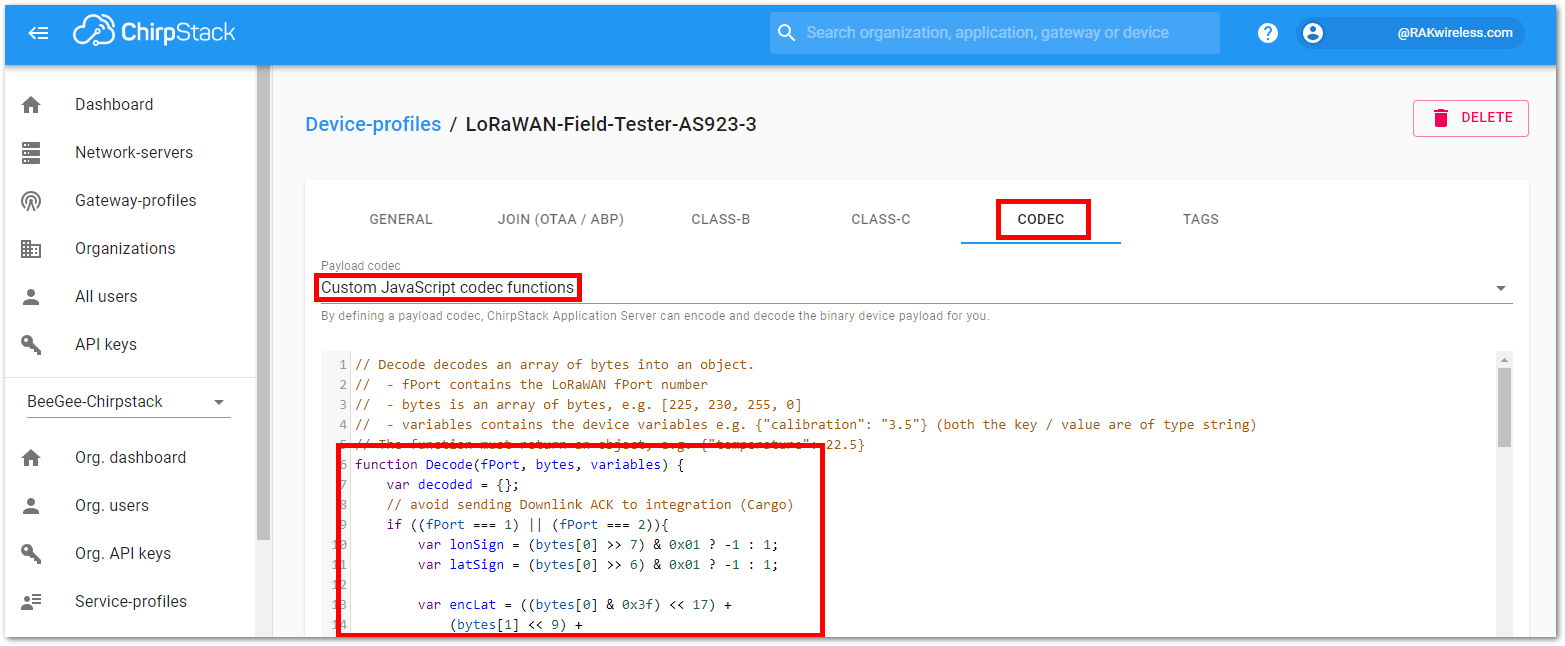 ChirpStack
Search organization, application, gateway or device
?
@RAKwireless.com
Dashboard
Network-servers
Gateway-profiles
Organizations
All users
API keys
BeeGee-Chirpstack
Org. dashboard
Org. users
Org. API keys
Service-profiles
Device-profiles / LoRaWAN-Field-Tester-AS923-3
DELETE
GENERAL JOIN (OTAA / ABP) CLASS-B CLASS-C CODEC TAGS
Payload codec
Custom JavaScript codec functions
By defining a payload codec, ChirpStack Application Server can encode and decode the binary device payload for you.
1 // Decode decodes an array of bytes into an object.
2 //  - fPort contains the LoRaWAN fPort number
3 //  - bytes is an array of bytes, e.g. [225, 230, 255, 0]
4 //  - variables contains the device variables e.g. {"calibration": "3.5"} (both the key / value are of type string)
5 // The function must return an object, e.g. {"temperature": 22.5}
6 function Decode(fPort, bytes, variables) {
7     var decoded = {};
8     // avoid sending Downlink ACK to integration (Cargo)
9     if ((fPort === 1) || (fPort === 2)){
10         var lonSign = (bytes[0] >> 7) & 0x01 ? -1 : 1;
11         var latSign = (bytes[0] >> 6) & 0x01 ? -1 : 1;
12
13         var encLat = ((bytes[0] & 0x3f) << 17) +
14             (bytes[1] << 9) +